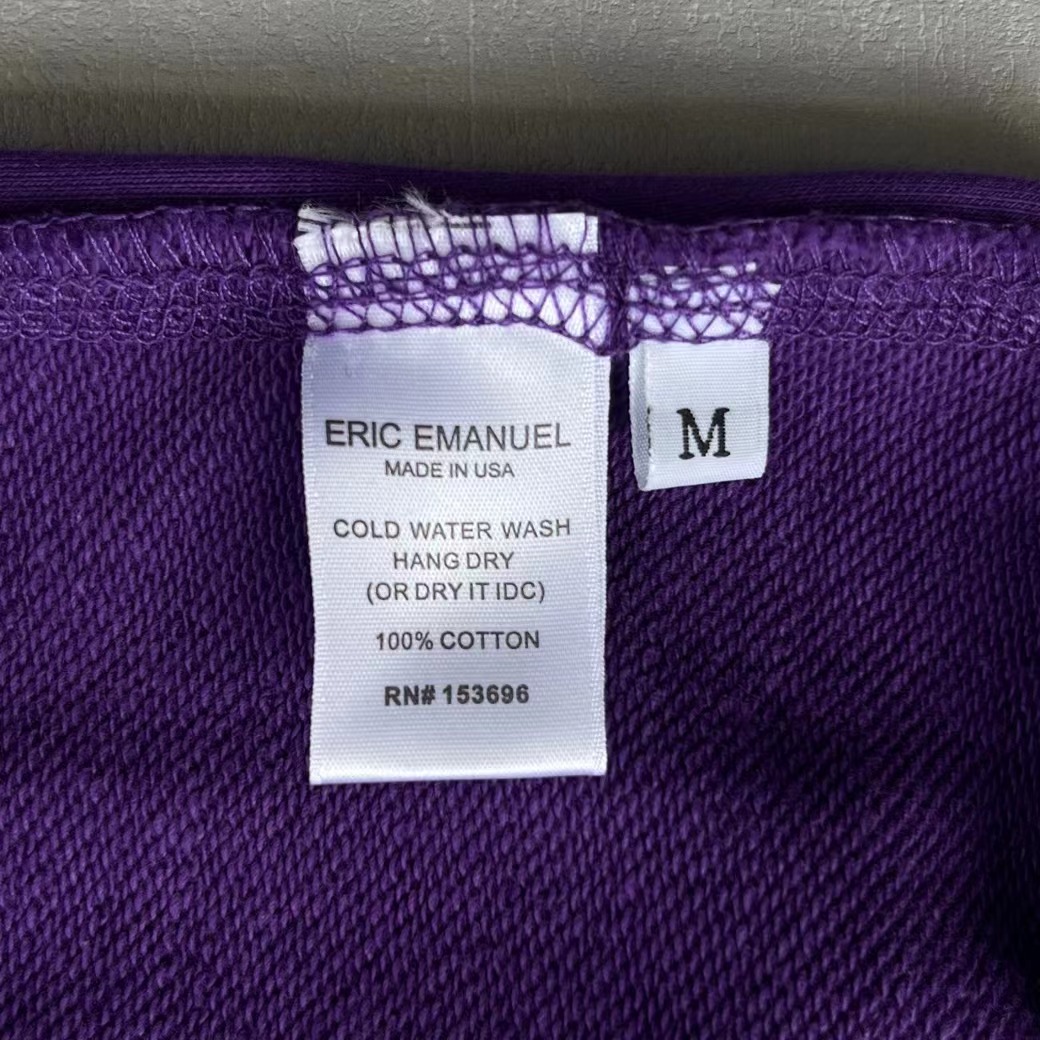 ERIC EMANUEL
MADE IN USA
COLD WATER WASH
HANG DRY
(OR DRY IT IDC)
100% COTTON
RN# 153696
M